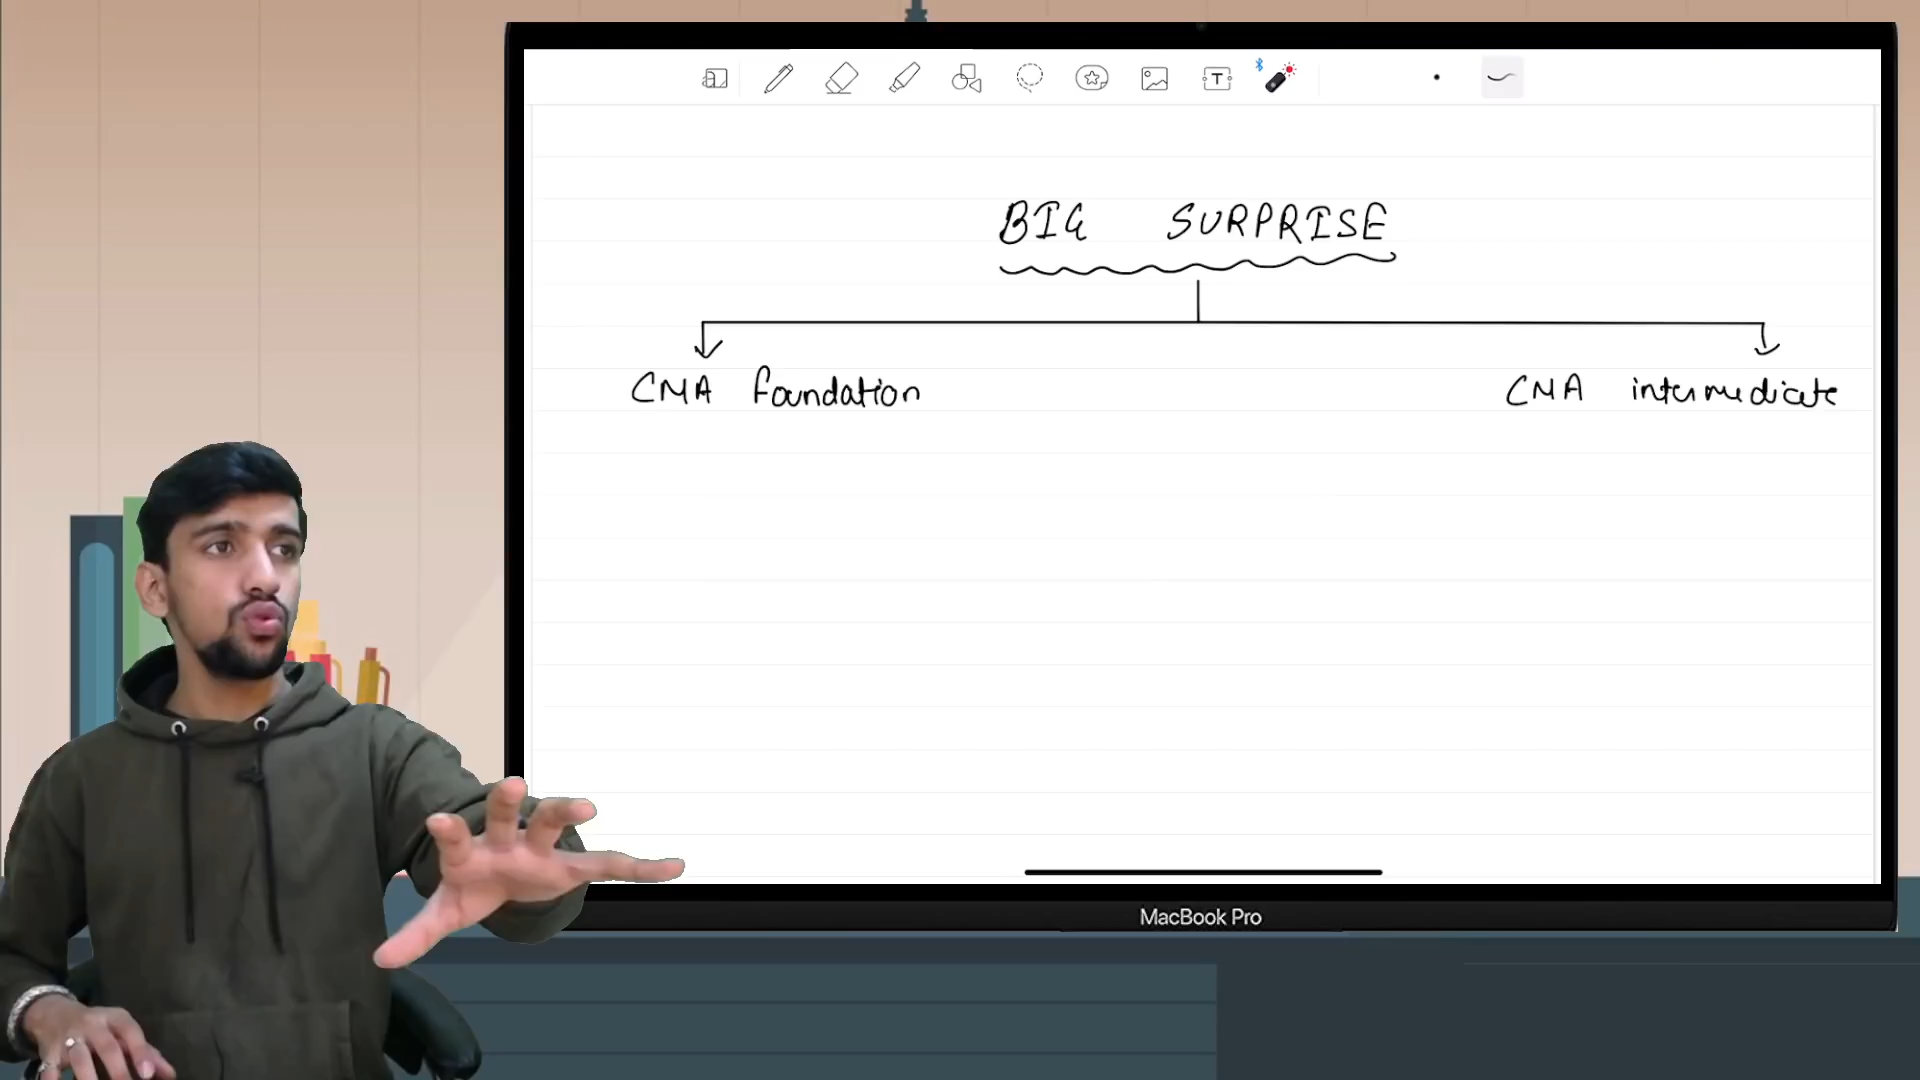 BIG SURPRISE
CMA foundation
CMA intermediate
MacBook Pro